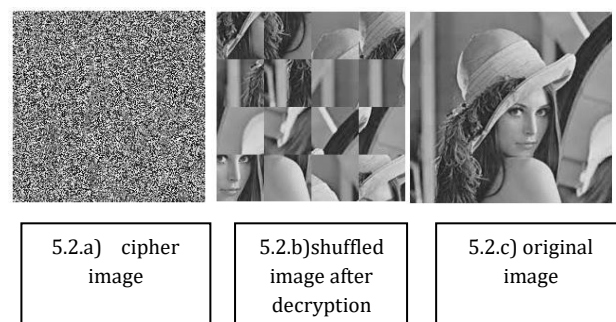 5.2.a) cipher
image
5.2.b)shuffled
image after
decryption
5.2.c) original
image